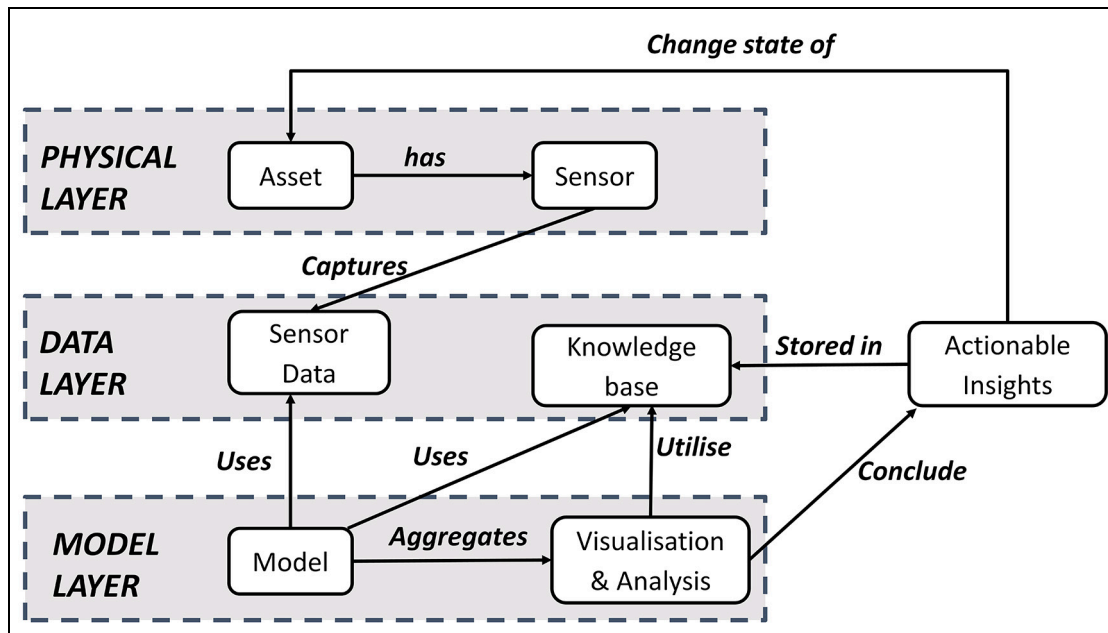 Change state of
PHYSICAL
LAYER
Asset
has
Sensor
Captures
DATA
LAYER
Sensor
Data
Knowledge
base
Stored in
Actionable
Insights
Uses
Uses
Utilise
Conclude
MODEL
LAYER
Model
Aggregates
Visualisation
& Analysis